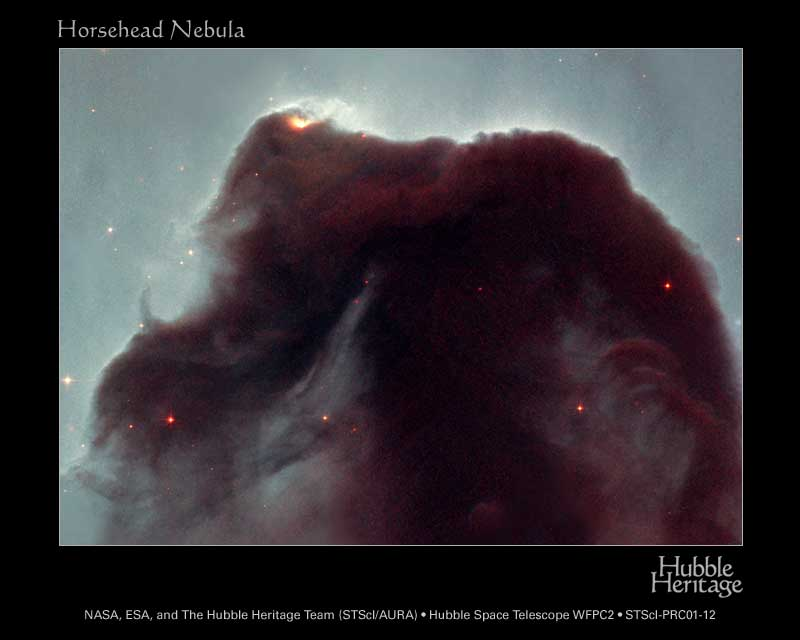 Horsehead Nebula
Hubble
Heritage
NASA, ESA, and The Hubble Heritage Team (STScI/AURA) • Hubble Space Telescope WFPC2 • STScI-PRC01-12